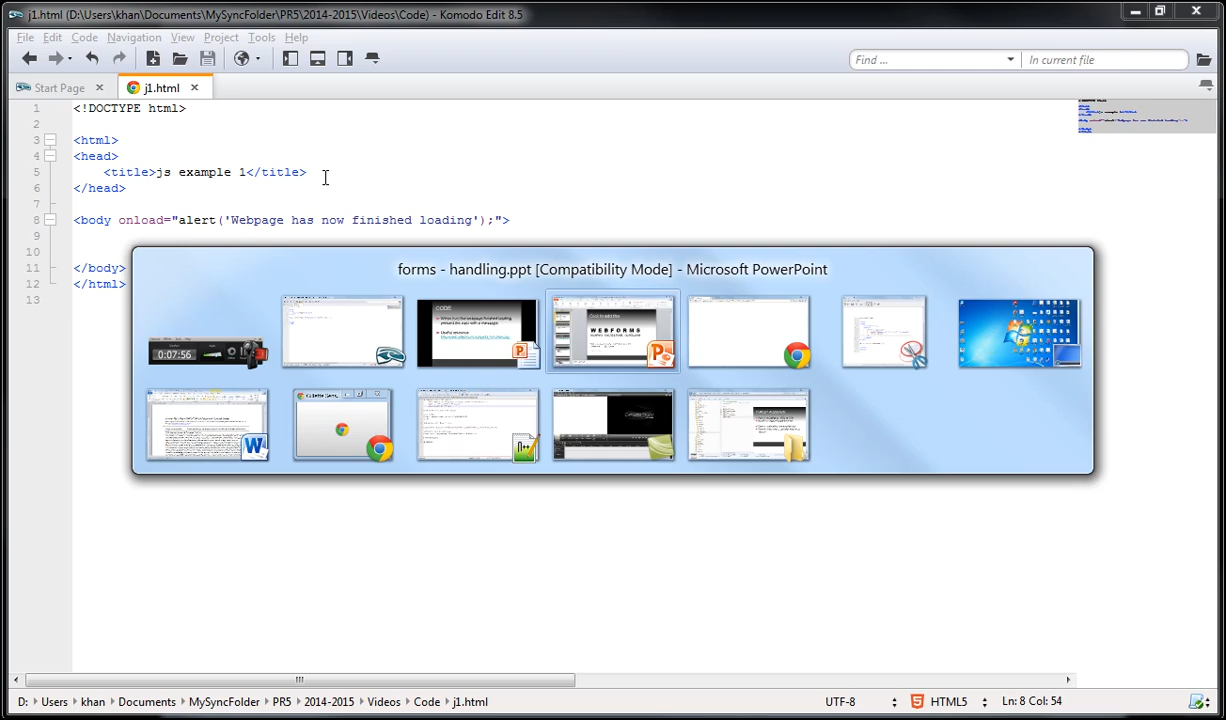 j1.html (D:\Users\khan\Documents\MySyncFolder\PR5\2014-2015\Videos\Code) - Komodo Edit 8.5
File Edit Code Navigation View Project Tools Help
Find ... In current file
Start Page j1.html
1 <!DOCTYPE html>
2
3 <html>
4 <head>
5 <title>js example 1</title>
6 </head>
7
8 <body onload="alert('Webpage has now finished loading');">
9
10
11 </body>
12 </html>
13
forms - handling.ppt [Compatibility Mode] - Microsoft PowerPoint
0:07:56
CODE
WEBFORMS
D: Users khan Documents MySyncFolder PR5 2014-2015 Videos Code j1.html UTF-8 HTML5 Ln: 8 Col: 54